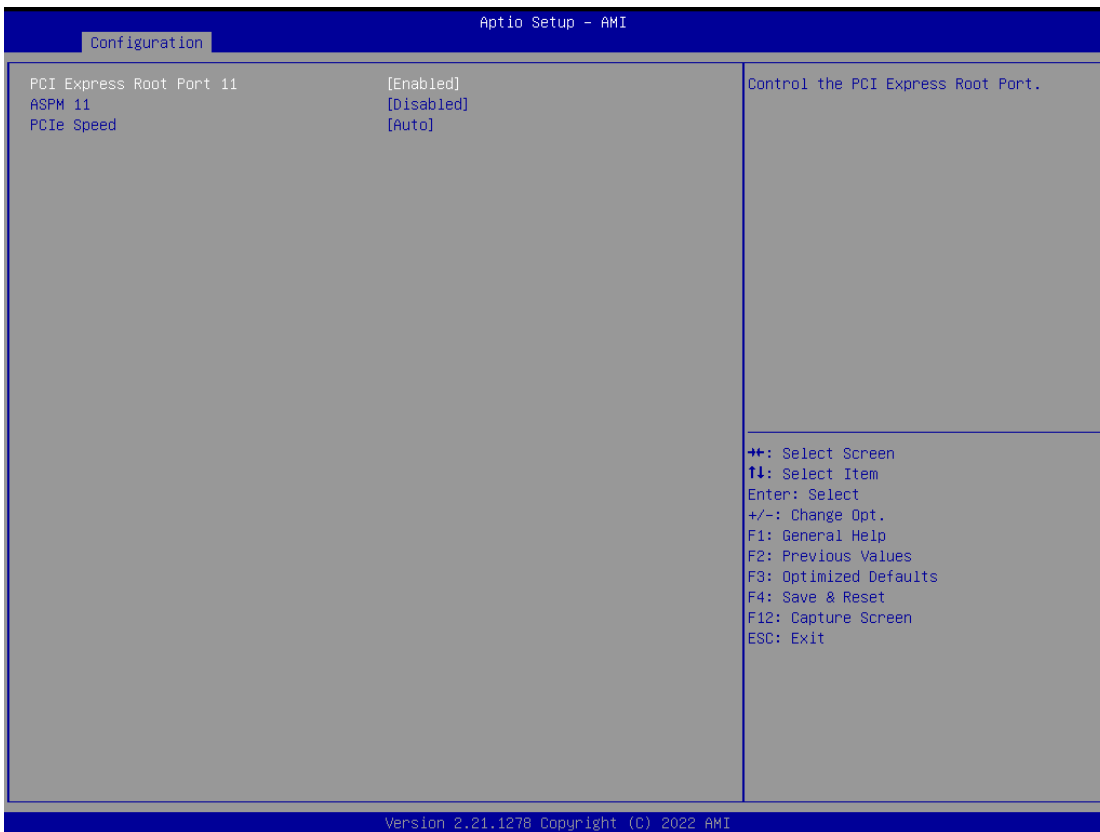 Aptio Setup - AMI
Configuration
PCI Express Root Port 11 [Enabled]
ASPM 11 [Disabled]
PCIe Speed [Auto]
Control the PCI Express Root Port.
→←: Select Screen
↑↓: Select Item
Enter: Select
+/-: Change Opt.
F1: General Help
F2: Previous Values
F3: Optimized Defaults
F4: Save & Reset
F12: Capture Screen
ESC: Exit
Version 2.21.1278 Copyright (C) 2022 AMI